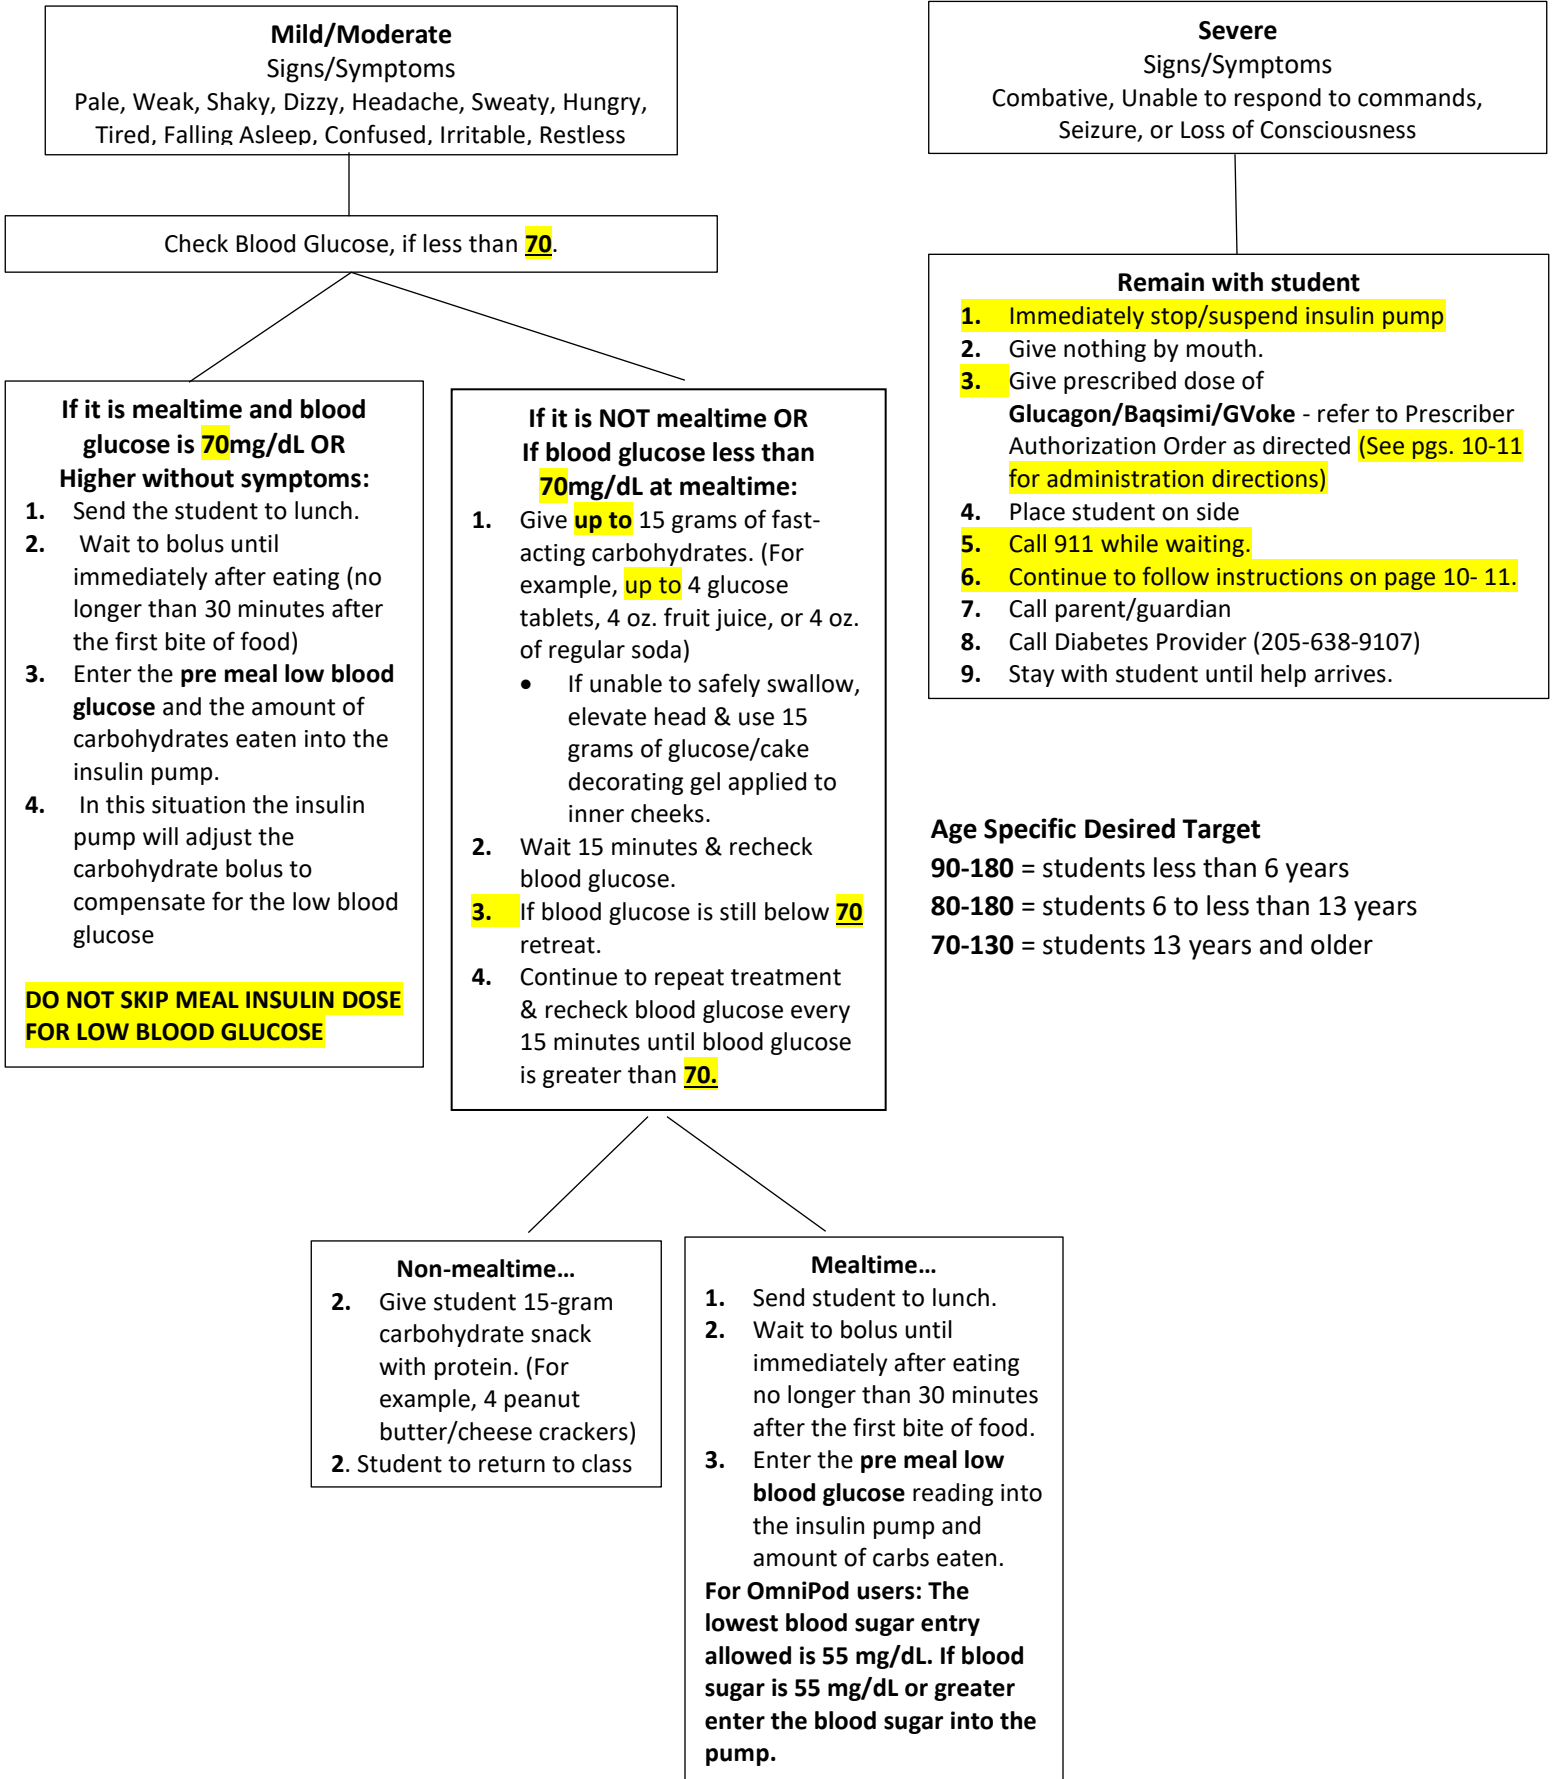 Mild/Moderate
Signs/Symptoms
Pale, Weak, Shaky, Dizzy, Headache, Sweaty, Hungry,
Tired, Falling Asleep, Confused, Irritable, Restless
Severe
Signs/Symptoms
Combative, Unable to respond to commands,
Seizure, or Loss of Consciousness
Check Blood Glucose, if less than 70.
If it is mealtime and blood
glucose is 70mg/dL OR
Higher without symptoms:
1. Send the student to lunch.
2. Wait to bolus until
immediately after eating (no
longer than 30 minutes after
the first bite of food)
3. Enter the pre meal low blood
glucose and the amount of
carbohydrates eaten into the
insulin pump.
4. In this situation the insulin
pump will adjust the
carbohydrate bolus to
compensate for the low blood
glucose
DO NOT SKIP MEAL INSULIN DOSE
FOR LOW BLOOD GLUCOSE
If it is NOT mealtime OR
If blood glucose less than
70mg/dL at mealtime:
1. Give up to 15 grams of fast-
acting carbohydrates. (For
example, up to 4 glucose
tablets, 4 oz. fruit juice, or 4 oz.
of regular soda)
• If unable to safely swallow,
elevate head & use 15
grams of glucose/cake
decorating gel applied to
inner cheeks.
2. Wait 15 minutes & recheck
blood glucose.
3. If blood glucose is still below 70
retreat.
4. Continue to repeat treatment
& recheck blood glucose every
15 minutes until blood glucose
is greater than 70.
Remain with student
1. Immediately stop/suspend insulin pump
2. Give nothing by mouth.
3. Give prescribed dose of
Glucagon/Baqsimi/GVoke - refer to Prescriber
Authorization Order as directed (See pgs. 10-11
for administration directions)
4. Place student on side
5. Call 911 while waiting.
6. Continue to follow instructions on page 10- 11.
7. Call parent/guardian
8. Call Diabetes Provider (205-638-9107)
9. Stay with student until help arrives.
Age Specific Desired Target
90-180 = students less than 6 years
80-180 = students 6 to less than 13 years
70-130 = students 13 years and older
Non-mealtime…
2. Give student 15-gram
carbohydrate snack
with protein. (For
example, 4 peanut
butter/cheese crackers)
2. Student to return to class
Mealtime…
1. Send student to lunch.
2. Wait to bolus until
immediately after eating
no longer than 30 minutes
after the first bite of food.
3. Enter the pre meal low
blood glucose reading into
the insulin pump and
amount of carbs eaten.
For OmniPod users: The
lowest blood sugar entry
allowed is 55 mg/dL. If blood
sugar is 55 mg/dL or greater
enter the blood sugar into the
pump.